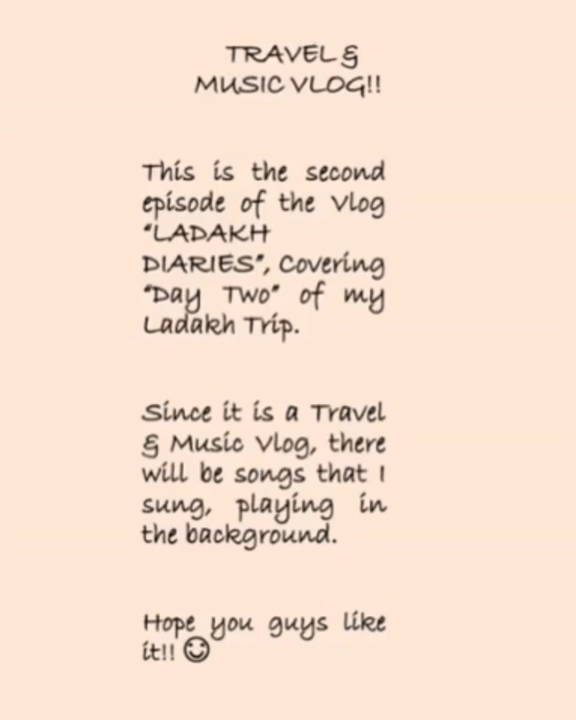 TRAVEL &
MUSIC VLOG!!
This is the second
episode of the Vlog
"LADAKH
DIARIES", Covering
"Day Two" of my
Ladakh Trip.
Since it is a Travel
& Music Vlog, there
will be songs that I
sung, playing in
the background.
Hope you guys like
it!! ☺